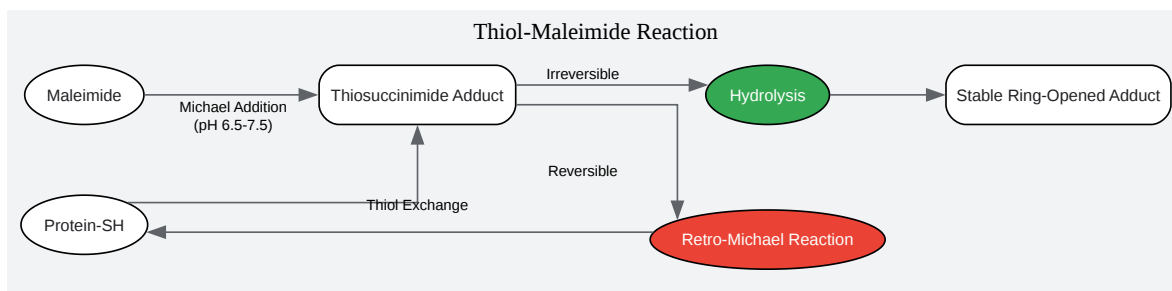 Thiol-Maleimide Reaction
Maleimide
Michael Addition
(pH 6.5-7.5)
Thiosuccinimide Adduct
Irreversible
Hydrolysis
Stable Ring-Opened Adduct
Reversible
Protein-SH
Thiol Exchange
Retro-Michael Reaction